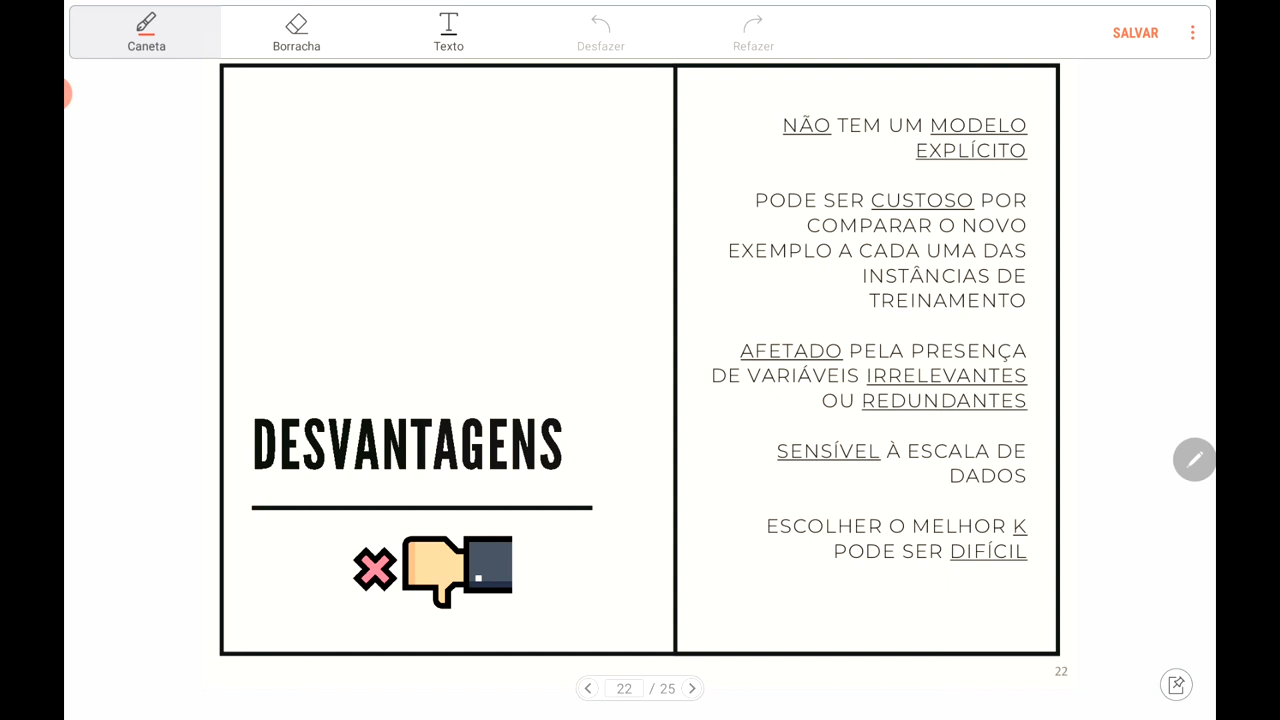 Caneta
Borracha
Texto
Desfazer
Refazer
SALVAR
NÃO TEM UM MODELO
EXPLÍCITO
PODE SER CUSTOSO POR
COMPARAR O NOVO
EXEMPLO A CADA UMA DAS
INSTÂNCIAS DE
TREINAMENTO
AFETADO PELA PRESENÇA
DE VARIÁVEIS IRRELEVANTES
OU REDUNDANTES
SENSÍVEL À ESCALA DE
DADOS
ESCOLHER O MELHOR K
PODE SER DIFÍCIL
DESVANTAGENS
22
22 / 25